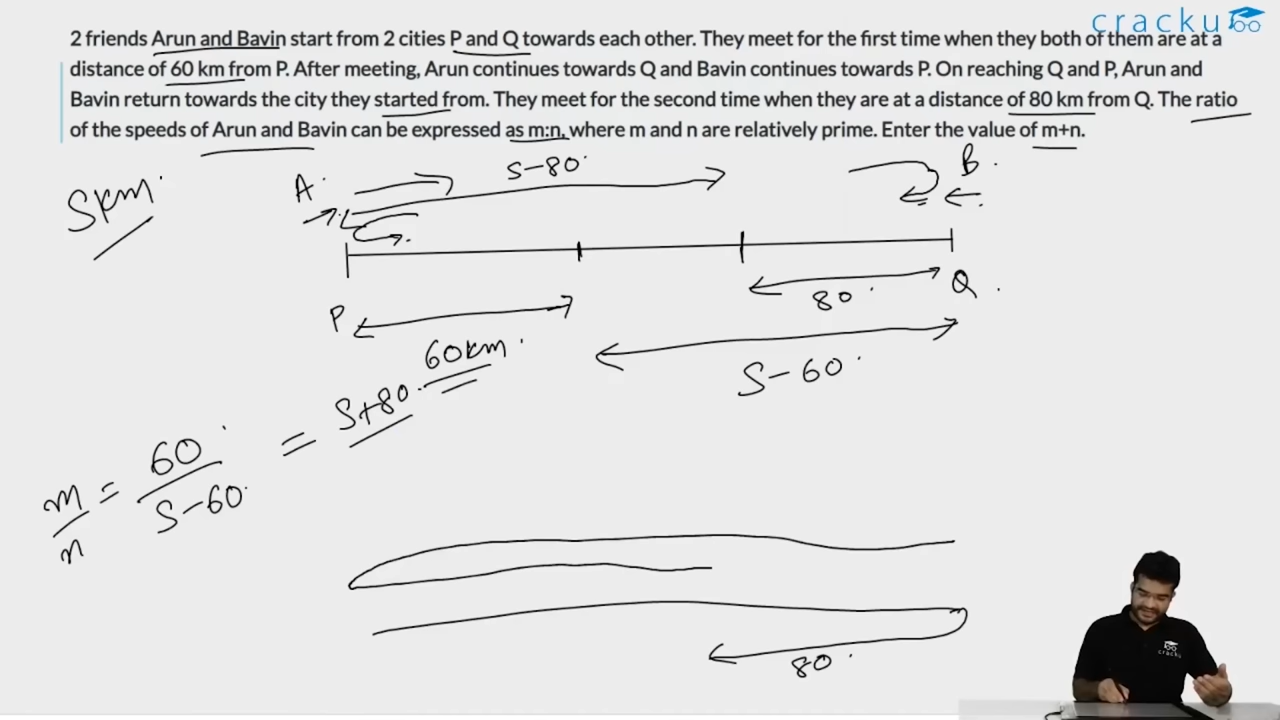 cracku
2 friends Arun and Bavin start from 2 cities P and Q towards each other. They meet for the first time when they both of them are at a
distance of 60 km from P. After meeting, Arun continues towards Q and Bavin continues towards P. On reaching Q and P, Arun and
Bavin return towards the city they started from. They meet for the second time when they are at a distance of 80 km from Q. The ratio
of the speeds of Arun and Bavin can be expressed as m:n, where m and n are relatively prime. Enter the value of m+n.
Skm.
A.
S-80
B.
P
60km.
80
Q.
S-60
m/n = 60/S-60 = S+80
80
cracku